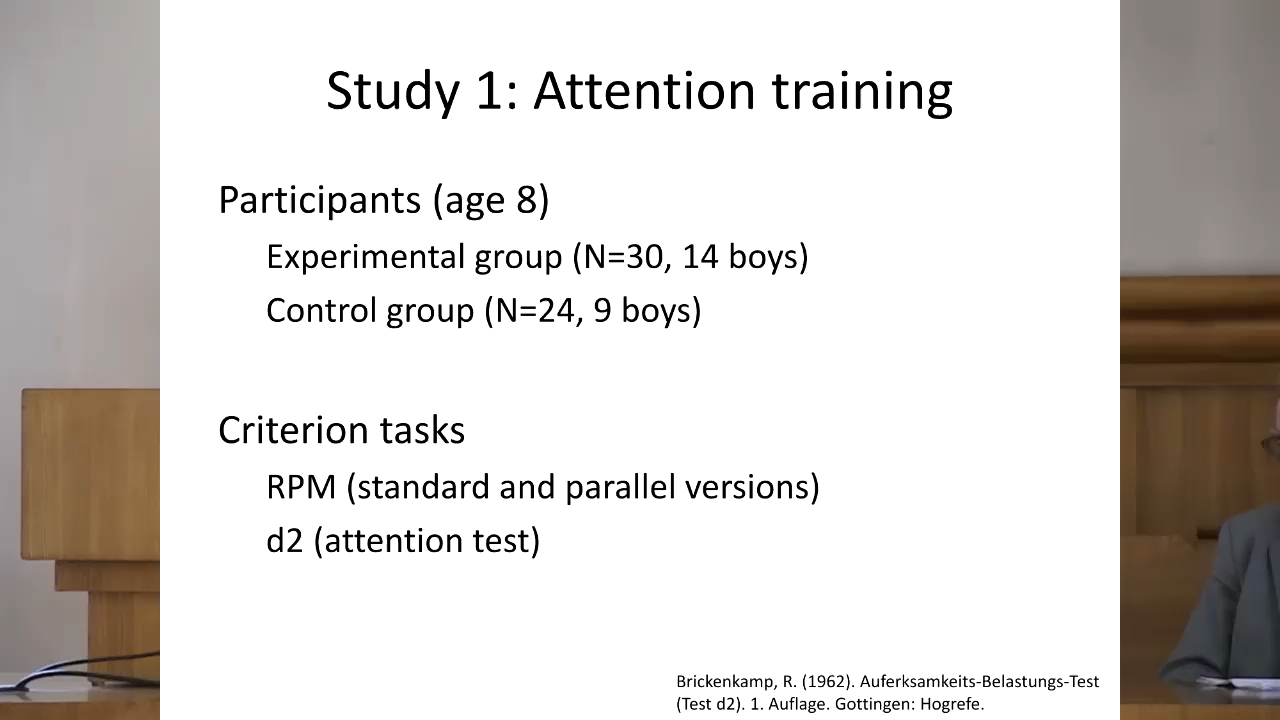 Study 1: Attention training
Participants (age 8)
Experimental group (N=30, 14 boys)
Control group (N=24, 9 boys)
Criterion tasks
RPM (standard and parallel versions)
d2 (attention test)
Brickenkamp, R. (1962). Auferksamkeits-Belastungs-Test
(Test d2). 1. Auflage. Gottingen: Hogrefe.